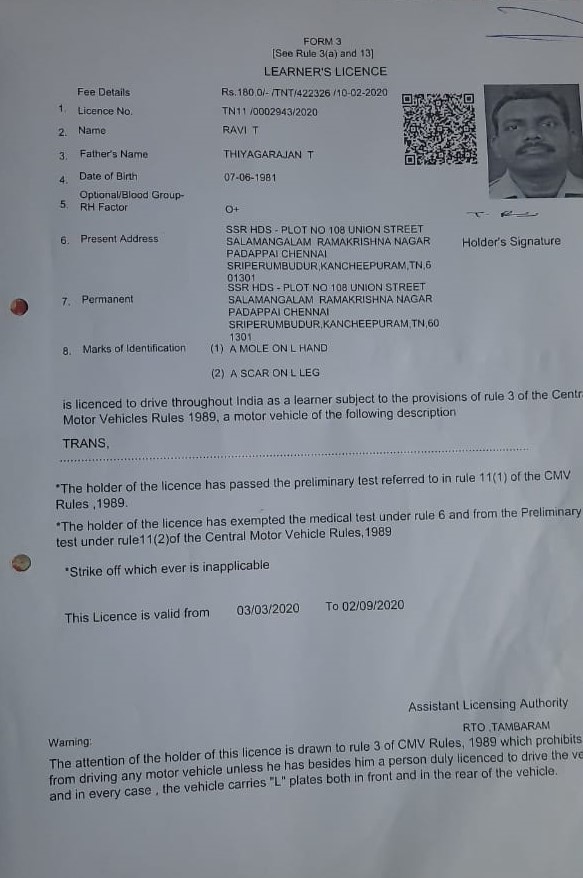 FORM 3
[See Rule 3(a) and 13]
LEARNER'S LICENCE
Fee Details Rs.180.0/- /TNT/422326 /10-02-2020
1. Licence No. TN11 /0002943/2020
2. Name RAVI T
3. Father's Name THIYAGARAJAN T
4. Date of Birth 07-06-1981
5. Optional/Blood Group-
RH Factor O+
6. Present Address SSR HDS - PLOT NO 108 UNION STREET
SALAMANGALAM RAMAKRISHNA NAGAR
PADAPPAI CHENNAI
SRIPERUMBUDUR,KANCHEEPURAM,TN,6
01301
Holder's Signature
7. Permanent SSR HDS - PLOT NO 108 UNION STREET
SALAMANGALAM RAMAKRISHNA NAGAR
PADAPPAI CHENNAI
SRIPERUMBUDUR,KANCHEEPURAM,TN,60
1301
8. Marks of Identification (1) A MOLE ON L HAND
(2) A SCAR ON L LEG
is licenced to drive throughout India as a learner subject to the provisions of rule 3 of the Centr
Motor Vehicles Rules 1989, a motor vehicle of the following description
TRANS,
*The holder of the licence has passed the preliminary test referred to in rule 11(1) of the CMV
Rules ,1989.
*The holder of the licence has exempted the medical test under rule 6 and from the Preliminary
test under rule11(2)of the Central Motor Vehicle Rules,1989
*Strike off which ever is inapplicable
This Licence is valid from 03/03/2020 To 02/09/2020
Assistant Licensing Authority
RTO ,TAMBARAM
Warning:
The attention of the holder of this licence is drawn to rule 3 of CMV Rules, 1989 which prohibits
from driving any motor vehicle unless he has besides him a person duly licenced to drive the ve
and in every case , the vehicle carries "L" plates both in front and in the rear of the vehicle.